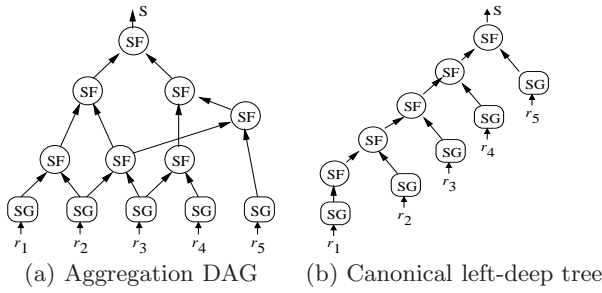 S
SF
SF SF
SF
SF SF SF
SG SG SG SG SG
r1 r2 r3 r4 r5
(a) Aggregation DAG
S
SF
SF SG
r5
SF SG
r4
SF SG
r3
SF SG
r2
SG
r1
(b) Canonical left-deep tree